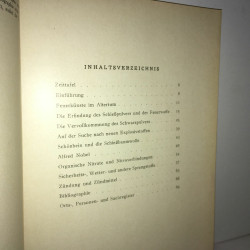 INHALTSVERZEICHNIS
Einführung
Feuerkünste im Altertum
Die Erfindung des Schießpulvers und der Feuerwaffe
Die Vervollkommnung des Schwarzpulvers
Auf der Suche nach neuen Explosivstoffen
Schönbein und die Schießbaumwolle
Alfred Nobel
Organische Nitrate und Nitroverbindungen
Sicherheits-, Wetter- und andere Sprengstoffe
Zündung und Zündmittel
Bibliographie
Orts-, Personen- und Sachregister